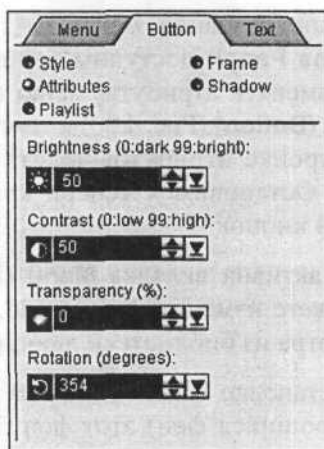 Menu Button Text
Style Frame
Attributes Shadow
Playlist
Brightness (0:dark 99:bright):
50
Contrast (0:low 99:high):
50
Transparency (%):
0
Rotation (degrees):
354